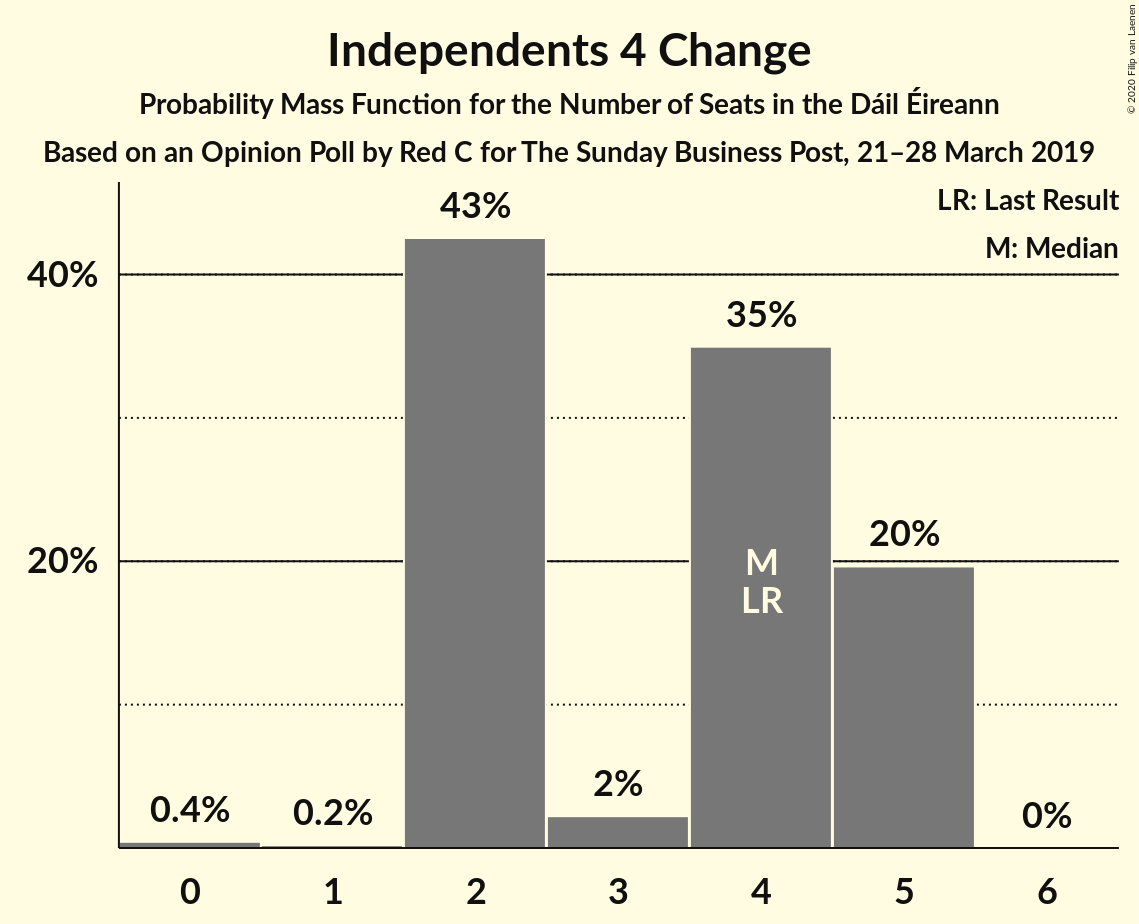 Independents 4 Change
Probability Mass Function for the Number of Seats in the Dáil Éireann
Based on an Opinion Poll by Red C for The Sunday Business Post, 21–28 March 2019
© 2020 Filip van Laenen
LR: Last Result
M: Median
43%
40%
35%
20%
20%
M
LR
2%
0.4%
0.2%
0%
0 1 2 3 4 5 6